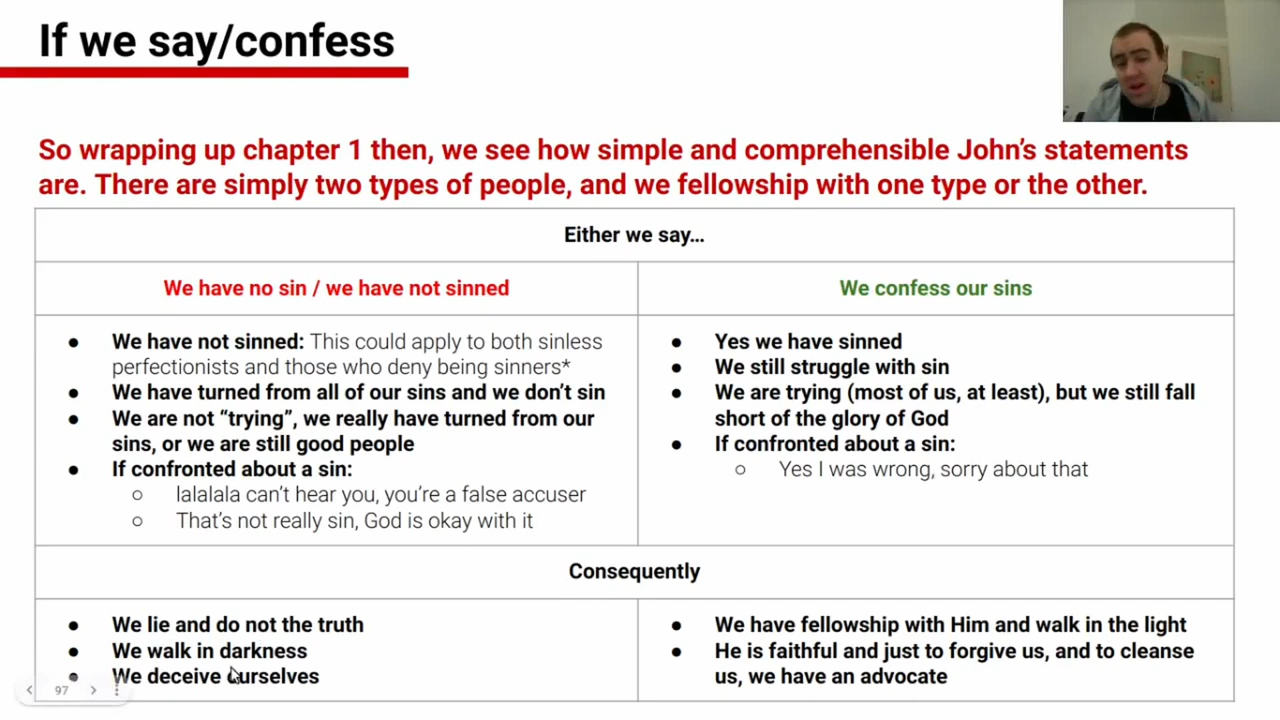 If we say/confess
So wrapping up chapter 1 then, we see how simple and comprehensible John's statements
are. There are simply two types of people, and we fellowship with one type or the other.
Either we say…
We have no sin / we have not sinned
We confess our sins
● We have not sinned: This could apply to both sinless
perfectionists and those who deny being sinners*
● We have turned from all of our sins and we don't sin
● We are not “trying”, we really have turned from our
sins, or we are still good people
● If confronted about a sin:
○ lalalala can't hear you, you're a false accuser
○ That's not really sin, God is okay with it
● Yes we have sinned
● We still struggle with sin
● We are trying (most of us, at least), but we still fall
short of the glory of God
● If confronted about a sin:
○ Yes I was wrong, sorry about that
Consequently
● We lie and do not the truth
● We walk in darkness
● We deceive ourselves
● We have fellowship with Him and walk in the light
● He is faithful and just to forgive us, and to cleanse
us, we have an advocate
97